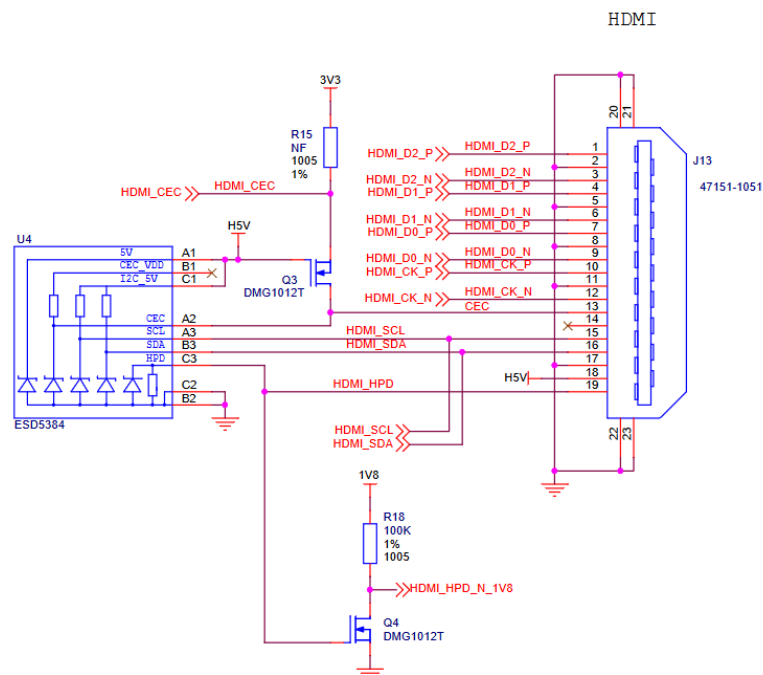 HDMI
3V3
R15
NF
1005
1%
HDMI_CEC
HDMI_CEC
H5V
Q3
DMG1012T
U4
5V
A1
CEC_VDD
B1
I2C_5V
C1
CEC
A2
SCL
A3
SDA
B3
HPD
C3
C2
B2
ESD5384
20
21
J13
47151-1051
HDMI_D2_P
HDMI_D2_P
1
2
HDMI_D2_N
HDMI_D2_N
3
HDMI_D1_P
HDMI_D1_P
4
5
HDMI_D1_N
HDMI_D1_N
6
HDMI_D0_P
HDMI_D0_P
7
8
HDMI_D0_N
HDMI_D0_N
9
HDMI_CK_P
HDMI_CK_P
10
11
HDMI_CK_N
HDMI_CK_N
12
CEC
13
14
HDMI_SCL
15
HDMI_SDA
16
17
H5V
18
HDMI_HPD
19
HDMI_SCL
HDMI_SDA
22
23
1V8
R18
100K
1%
1005
HDMI_HPD_N_1V8
Q4
DMG1012T